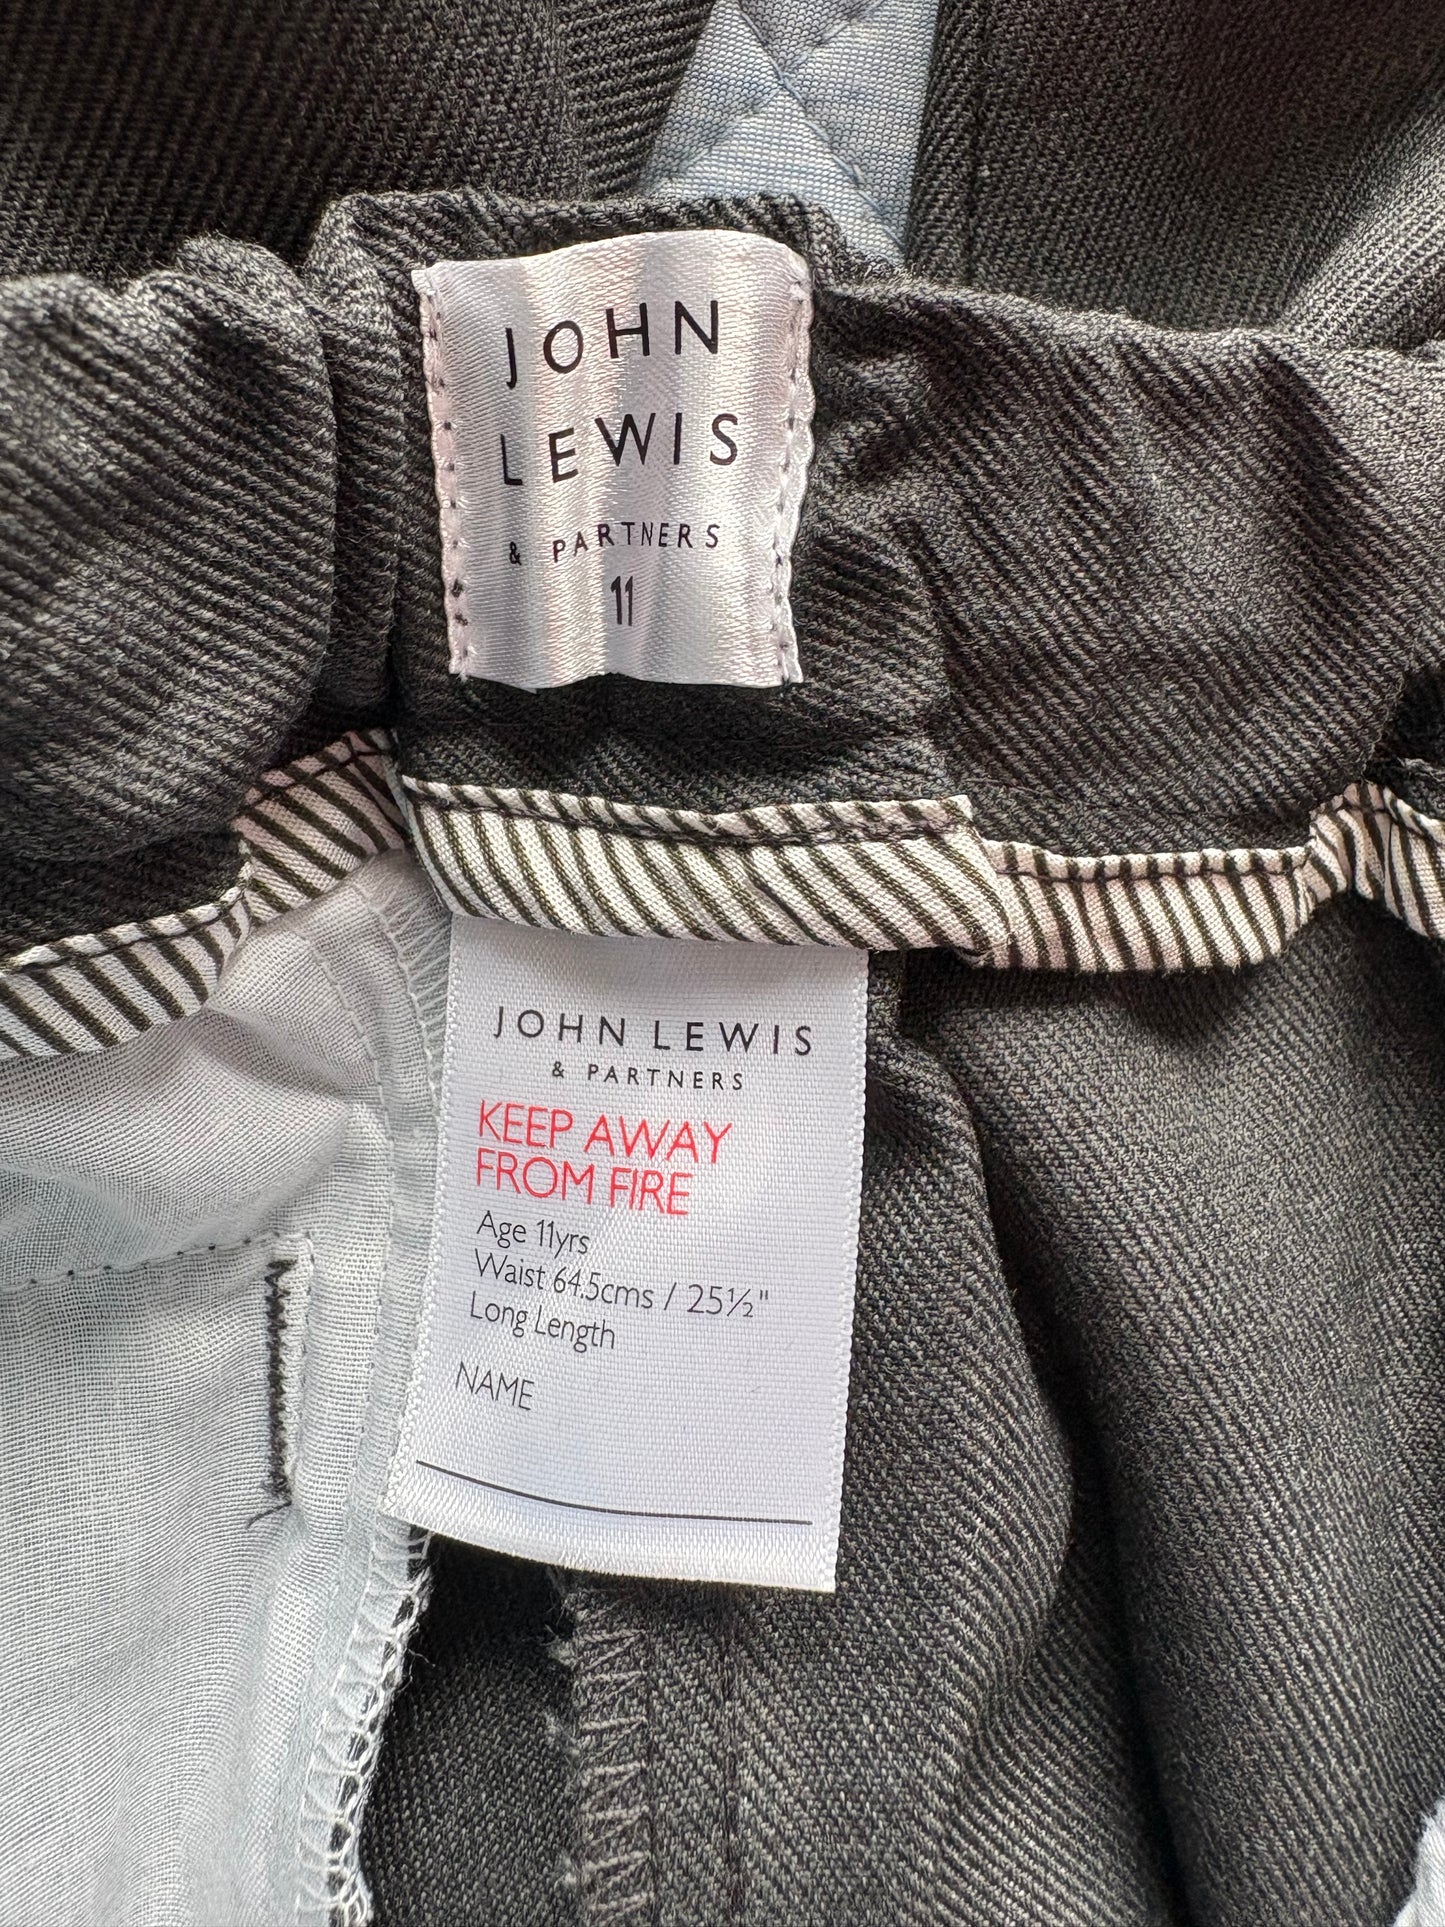 JOHN
LEWIS
& PARTNERS
11
JOHN LEWIS
& PARTNERS
KEEP AWAY
FROM FIRE
Age 11yrs
Waist 64.5cms / 25½"
Long Length
NAME